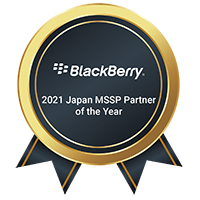 BlackBerry®
2021 Japan MSSP Partner
of the Year